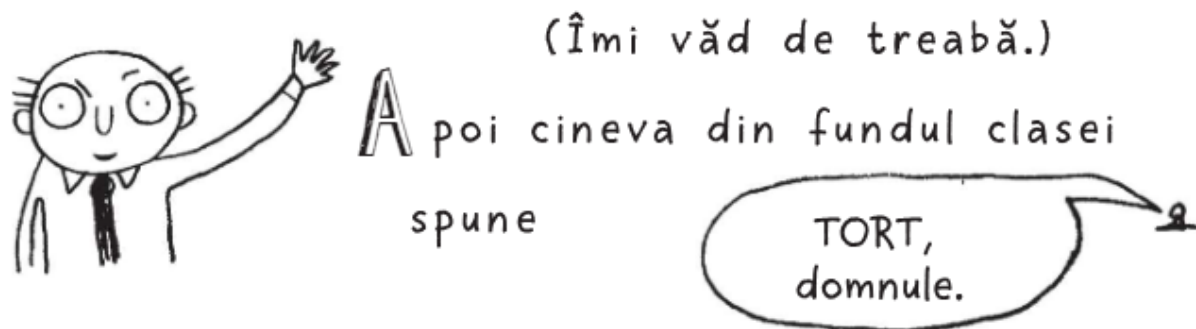 (Îmi văd de treabă.)
Apoi cineva din fundul clasei
spune
TORT,
domnule.